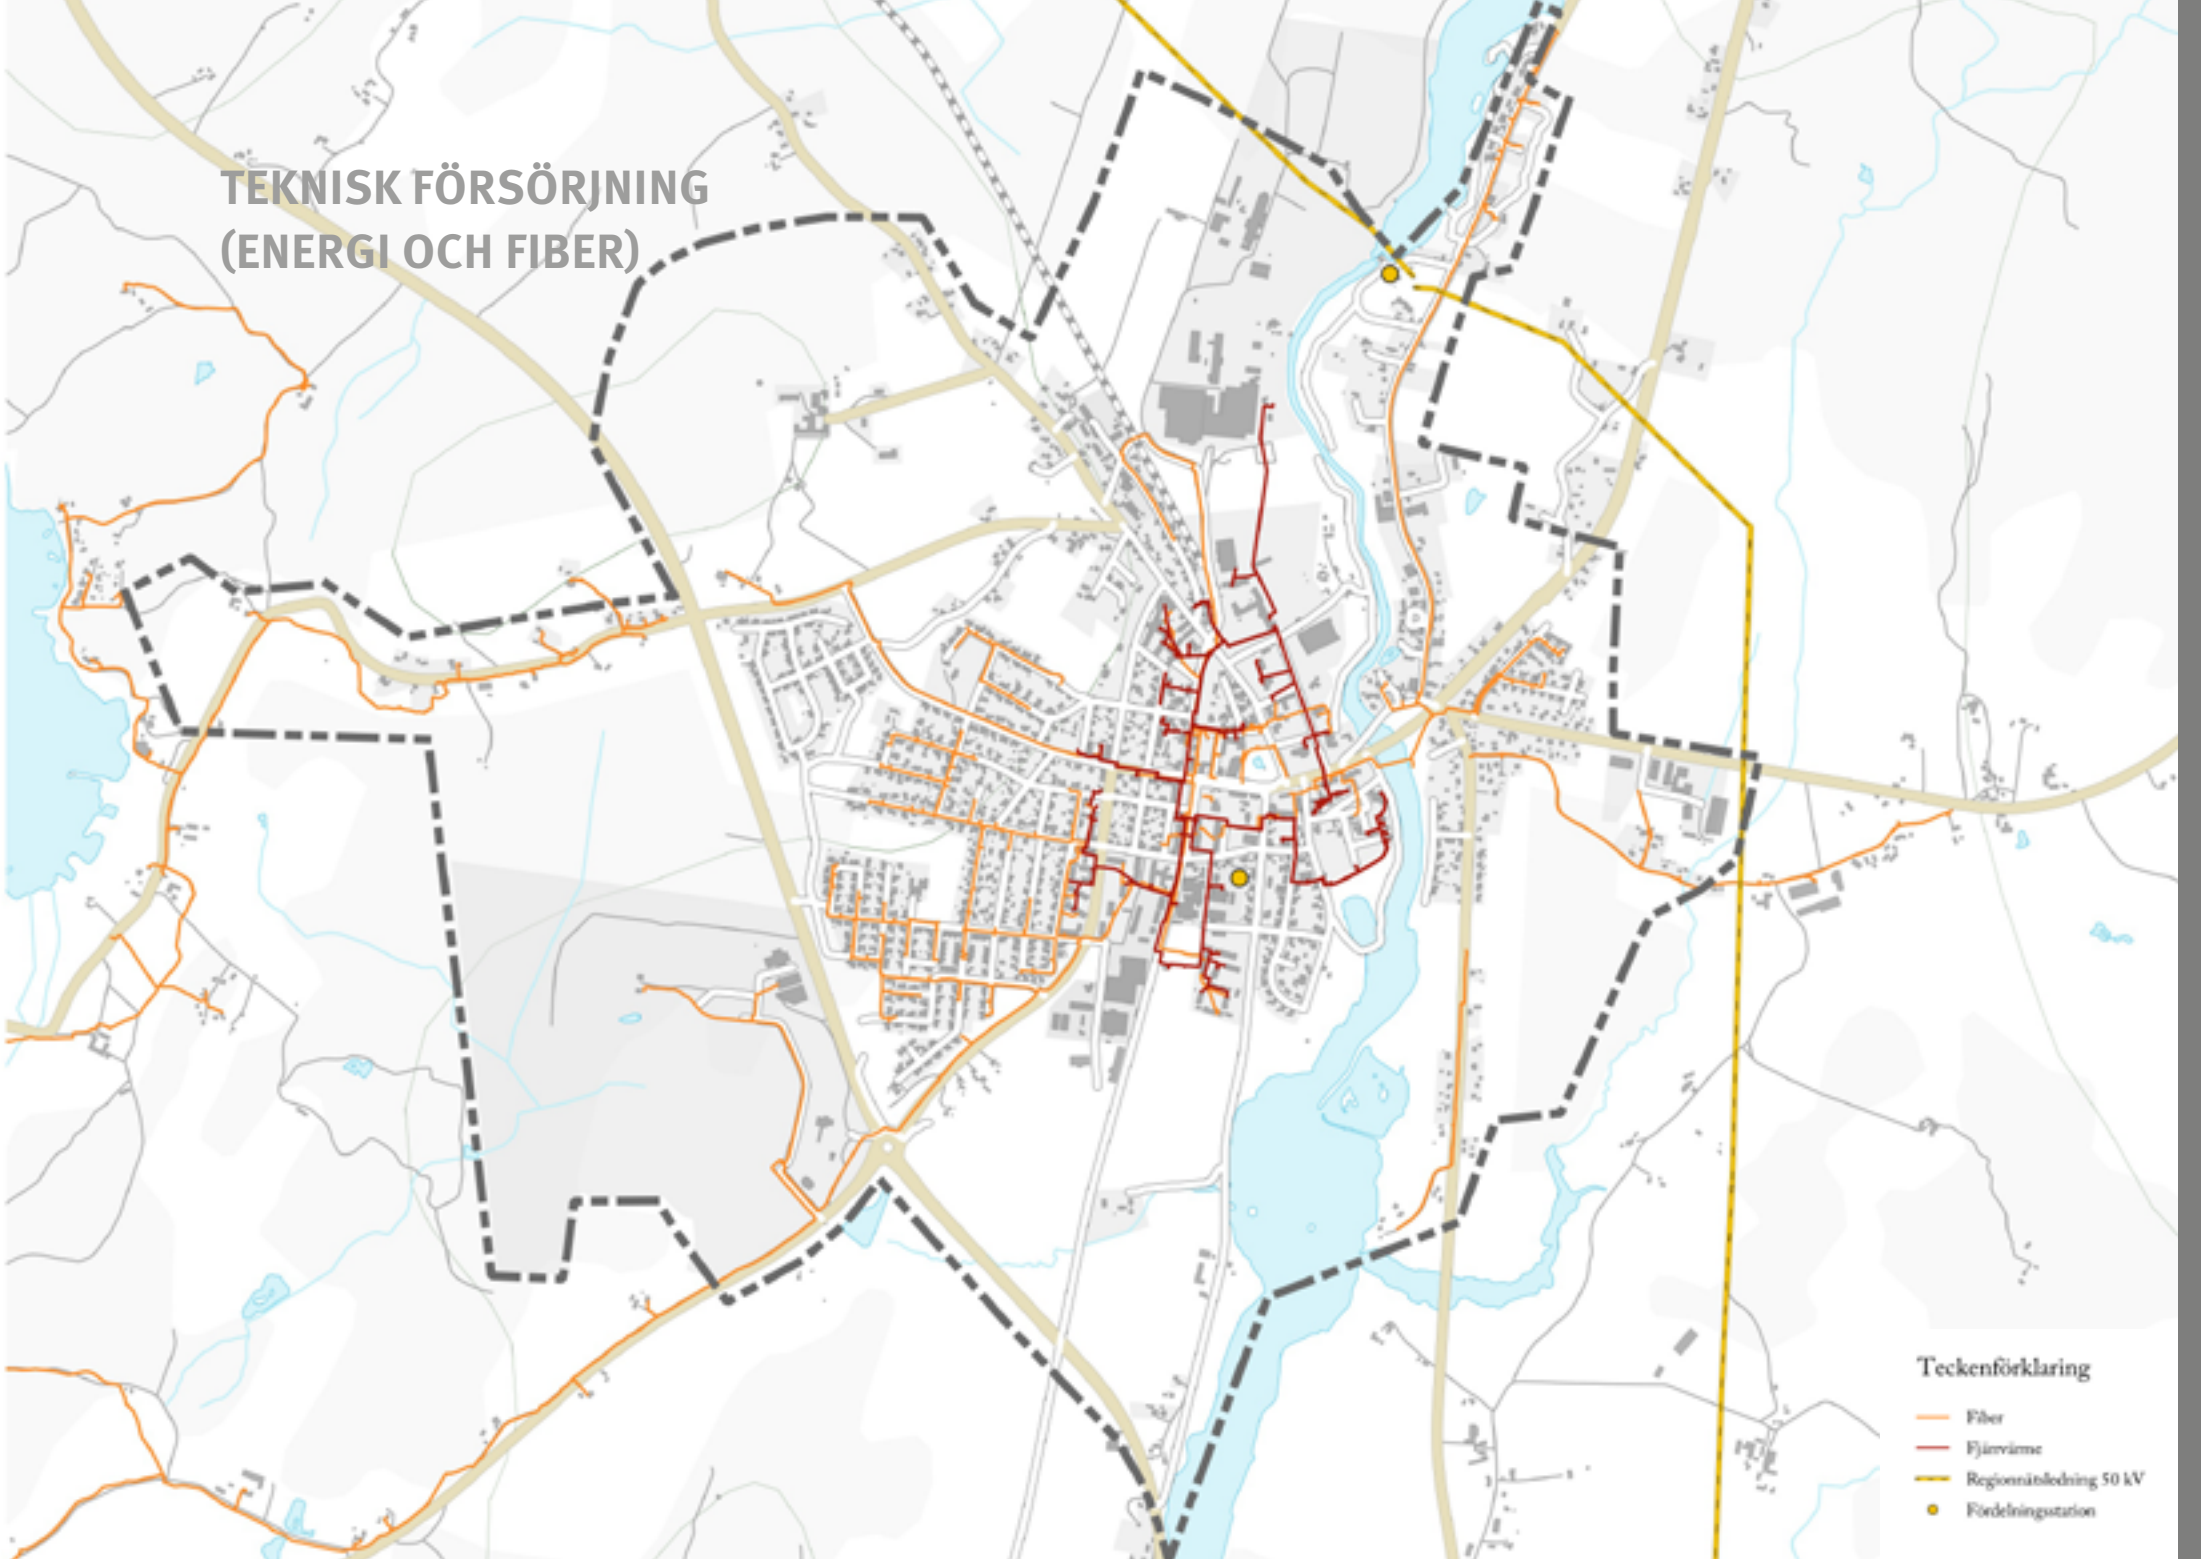 TEKNISK FÖRSÖRJNING
(ENERGI OCH FIBER)
Teckenförklaring
Fiber
Fjärrvärme
Regionnätsledning 50 kV
Fördelningsstation